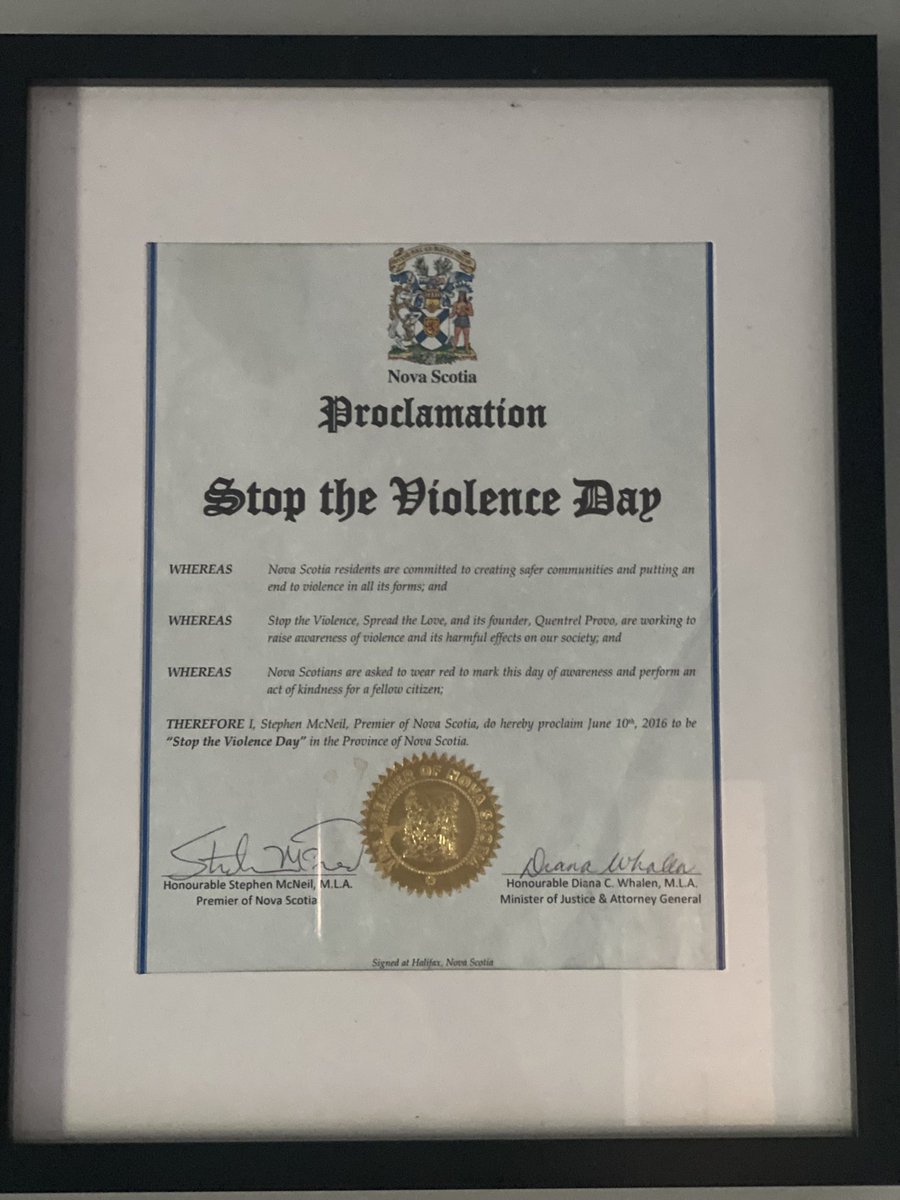 Nova Scotia
Proclamation
Stop the Violence Day
WHEREAS Nova Scotia residents are committed to creating safer communities and putting an
end to violence in all its forms; and
WHEREAS Stop the Violence, Spread the Love, and its founder, Quentrel Provo, are working to
raise awareness of violence and its harmful effects on our society; and
WHEREAS Nova Scotians are asked to wear red to mark this day of awareness and perform an
act of kindness for a fellow citizen;
THEREFORE I, Stephen McNeil, Premier of Nova Scotia, do hereby proclaim June 10th, 2016 to be
"Stop the Violence Day" in the Province of Nova Scotia.
PREMIER OF NOVA SCOTIA
Diana Whalen
Honourable Stephen McNeil, M.L.A.
Premier of Nova Scotia
Honourable Diana C. Whalen, M.L.A.
Minister of Justice & Attorney General
Signed at Halifax, Nova Scotia